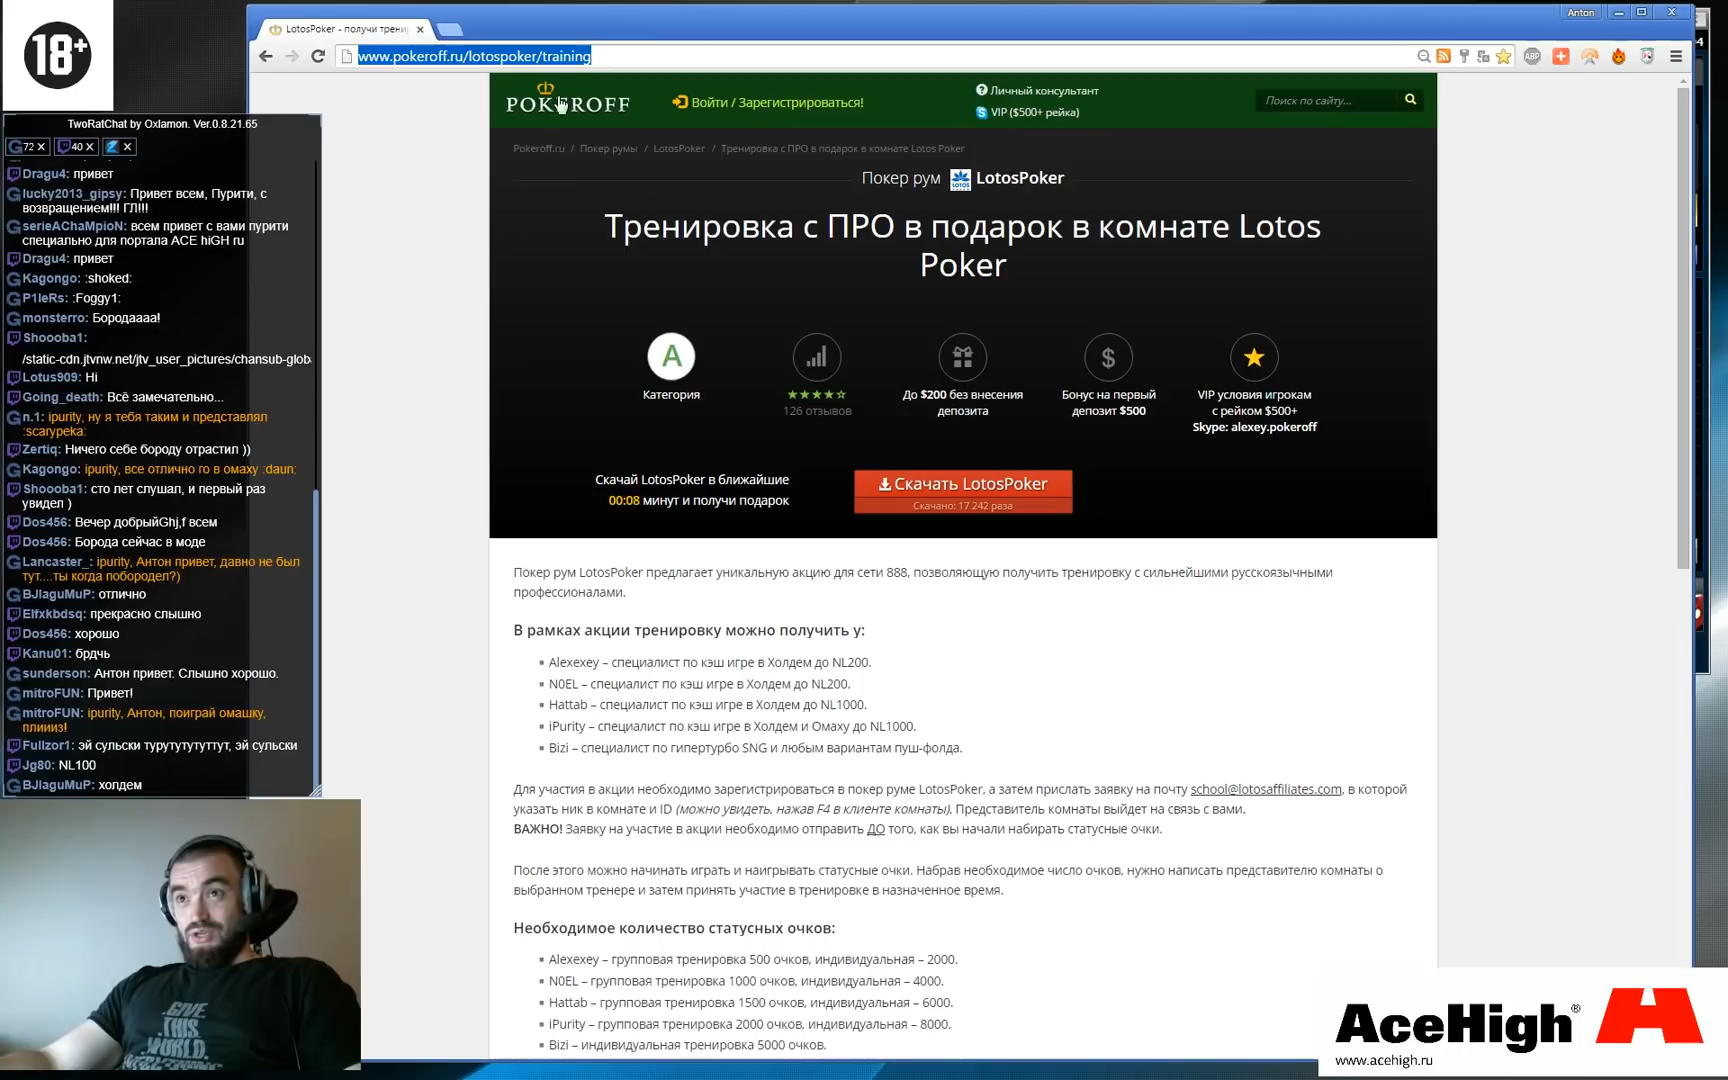 18+
TwoRatChat by Oxlamon. Ver.0.8.21.65
72 X
40 X
X
Dragu4: привет
lucky2013_gipsy: Привет всем, Пурити, с
возвращением!!! ГЛ!!!
serieAChaMpioN: всем привет с вами пурити
специально для портала ACE hiGH ru
Dragu4: привет
Kagongo: :shoked:
P1leRs: :Foggy1:
monsterro: Бородаааа!
Shoooba1:
/static-cdn.jtvnw.net/jtv_user_pictures/chansub-glob
Lotus909: Hi
Going_death: Всё замечательно...
n.1: ipurity, ну я тебя таким и представлял
:scarypeka:
Zertiq: Ничего себе бороду отрастил ))
Kagongo: ipurity, все отлично го в омаху :daun:
Shoooba1: сто лет слушал, и первый раз
увидел )
Dos456: Вечер добрыйGhj,f всем
Dos456: Борода сейчас в моде
Lancaster_: ipurity, Антон привет, давно не был
тут....ты когда побородел?)
BJIaguMuP: отлично
Elfxkbdsq: прекрасно слышно
Dos456: хорошо
Kanu01: брдчь
sunderson: Антон привет. Слышно хорошо.
mitroFUN: Привет!
mitroFUN: ipurity, Антон, поиграй омашку,
плиииз!
Fullzor1: эй сульски турутутутуттут, эй сульски
Jg80: NL100
BJIaguMuP: холдем
GIVE
THIS
WORLD
LotosPoker - получи трени
Anton
www.pokeroff.ru/lotospoker/training
ABP
POKEROFF
Войти / Зарегистрироваться!
Личный консультант
VIP ($500+ рейка)
Поиск по сайту...
Pokeroff.ru / Покер румы / LotosPoker / Тренировка с ПРО в подарок в комнате Lotos Poker
Покер рум LOTOS LotosPoker
Тренировка с ПРО в подарок в комнате Lotos
Poker
A
Категория
126 отзывов
До $200 без внесения
депозита
$
Бонус на первый
депозит $500
VIP условия игрокам
с рейком $500+
Skype: alexey.pokeroff
Скачай LotosPoker в ближайшие
00:08 минут и получи подарок
Скачать LotosPoker
Скачано: 17 242 раза
Покер рум LotosPoker предлагает уникальную акцию для сети 888, позволяющую получить тренировку с сильнейшими русскоязычными
профессионалами.
В рамках акции тренировку можно получить у:
Alexexey – специалист по кэш игре в Холдем до NL200.
N0EL – специалист по кэш игре в Холдем до NL200.
Hattab – специалист по кэш игре в Холдем до NL1000.
iPurity – специалист по кэш игре в Холдем и Омаху до NL1000.
Bizi – специалист по гипертурбо SNG и любым вариантам пуш-фолда.
Для участия в акции необходимо зарегистрироваться в покер руме LotosPoker, а затем прислать заявку на почту school@lotosaffiliates.com, в которой
указать ник в комнате и ID (можно увидеть, нажав F4 в клиенте комнаты). Представитель комнаты выйдет на связь с вами.
ВАЖНО! Заявку на участие в акции необходимо отправить ДО того, как вы начали набирать статусные очки.
После этого можно начинать играть и наигрывать статусные очки. Набрав необходимое число очков, нужно написать представителю комнаты о
выбранном тренере и затем принять участие в тренировке в назначенное время.
Необходимое количество статусных очков:
Alexexey – групповая тренировка 500 очков, индивидуальная – 2000.
N0EL – групповая тренировка 1000 очков, индивидуальная – 4000.
Hattab – групповая тренировка 1500 очков, индивидуальная – 6000.
iPurity – групповая тренировка 2000 очков, индивидуальная – 8000.
Bizi – индивидуальная тренировка 5000 очков.
AceHigh®
www.acehigh.ru